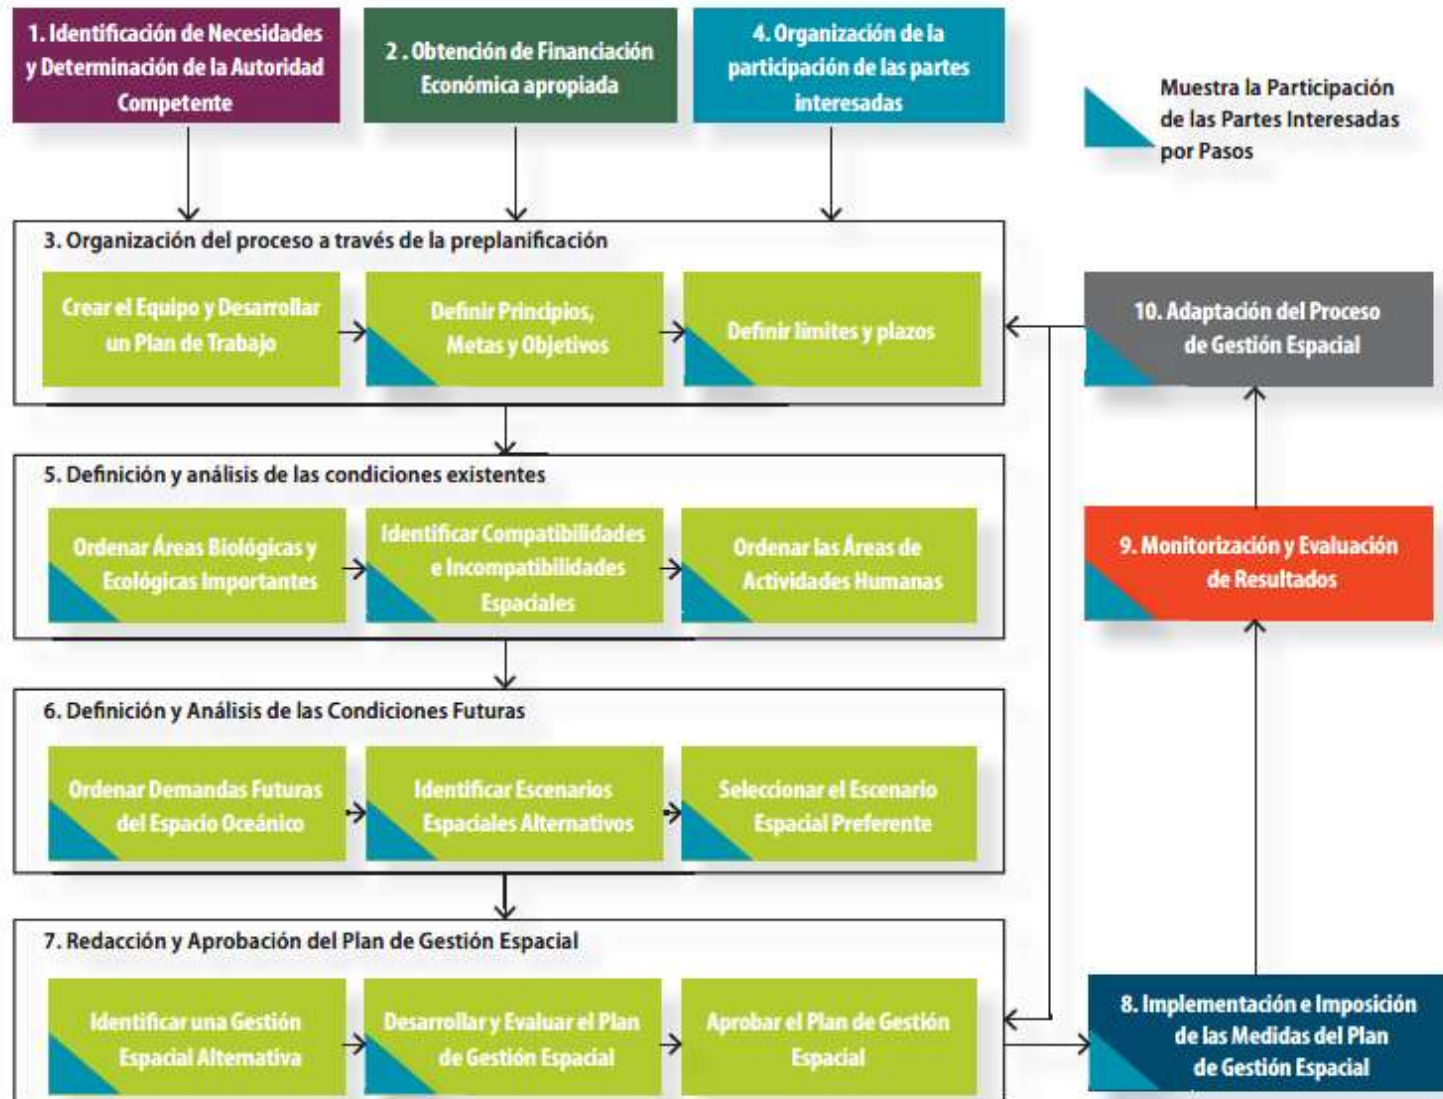 1. Identificación de Necesidades
y Determinación de la Autoridad
Competente
2 . Obtención de Financiación
Económica apropiada
4. Organización de la
participación de las partes
interesadas
Muestra la Participación
de las Partes Interesadas
por Pasos
3. Organización del proceso a través de la preplanificación
Crear el Equipo y Desarrollar
un Plan de Trabajo
Definir Principios,
Metas y Objetivos
Definir límites y plazos
10. Adaptación del Proceso
de Gestión Espacial
5. Definición y análisis de las condiciones existentes
Ordenar Áreas Biológicas y
Ecológicas Importantes
Identificar Compatibilidades
e Incompatibilidades
Espaciales
Ordenar las Áreas de
Actividades Humanas
9. Monitorización y Evaluación
de Resultados
6. Definición y Análisis de las Condiciones Futuras
Ordenar Demandas Futuras
del Espacio Oceánico
Identificar Escenarios
Espaciales Alternativos
Seleccionar el Escenario
Espacial Preferente
7. Redacción y Aprobación del Plan de Gestión Espacial
Identificar una Gestión
Espacial Alternativa
Desarrollar y Evaluar el Plan
de Gestión Espacial
Aprobar el Plan de Gestión
Espacial
8. Implementación e Imposición
de las Medidas del Plan
de Gestión Espacial